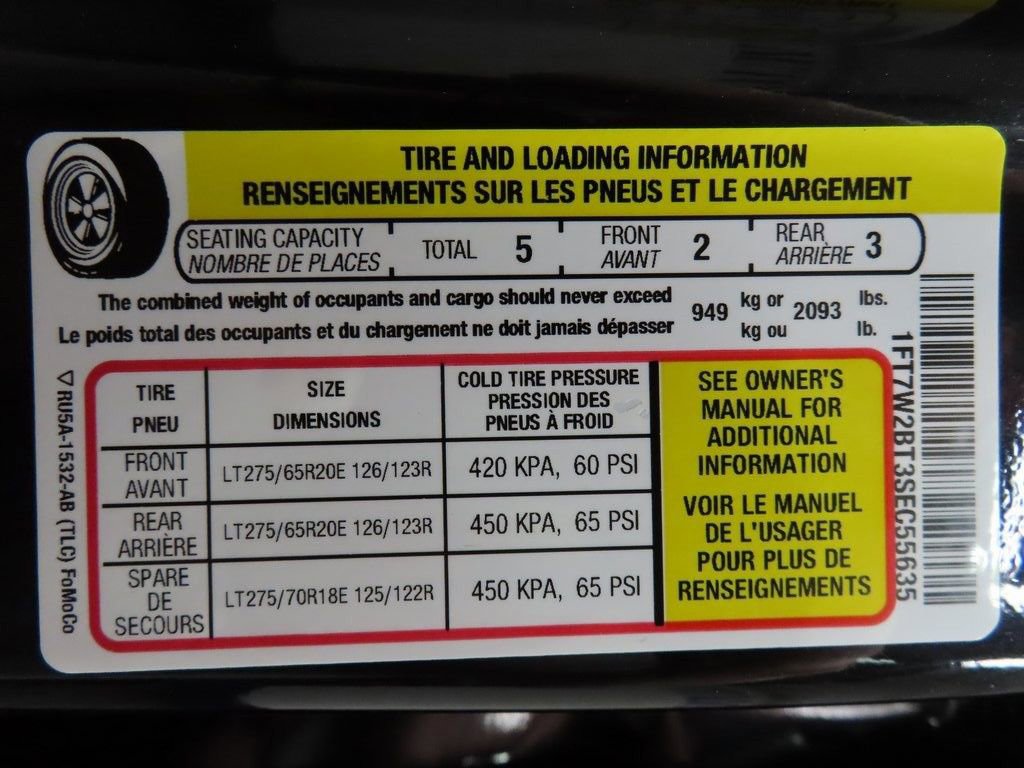 TIRE AND LOADING INFORMATION
RENSEIGNEMENTS SUR LES PNEUS ET LE CHARGEMENT
SEATING CAPACITY
NOMBRE DE PLACES
TOTAL 5
FRONT
AVANT
2
REAR
ARRIÈRE
3
The combined weight of occupants and cargo should never exceed
Le poids total des occupants et du chargement ne doit jamais dépasser
949
kg or
kg ou
2093
lbs.
lb.
TIRE
PNEU
SIZE
DIMENSIONS
COLD TIRE PRESSURE
PRESSION DES
PNEUS À FROID
FRONT
AVANT
LT275/65R20E 126/123R
420 KPA, 60 PSI
REAR
ARRIÈRE
LT275/65R20E 126/123R
450 KPA, 65 PSI
SPARE
DE
SECOURS
LT275/70R18E 125/122R
450 KPA, 65 PSI
SEE OWNER'S
MANUAL FOR
ADDITIONAL
INFORMATION
VOIR LE MANUEL
DE L'USAGER
POUR PLUS DE
RENSEIGNEMENTS
▽RU5A-1532-AB (TLC) FoMoCo
1FT7W2BT3SEC55635